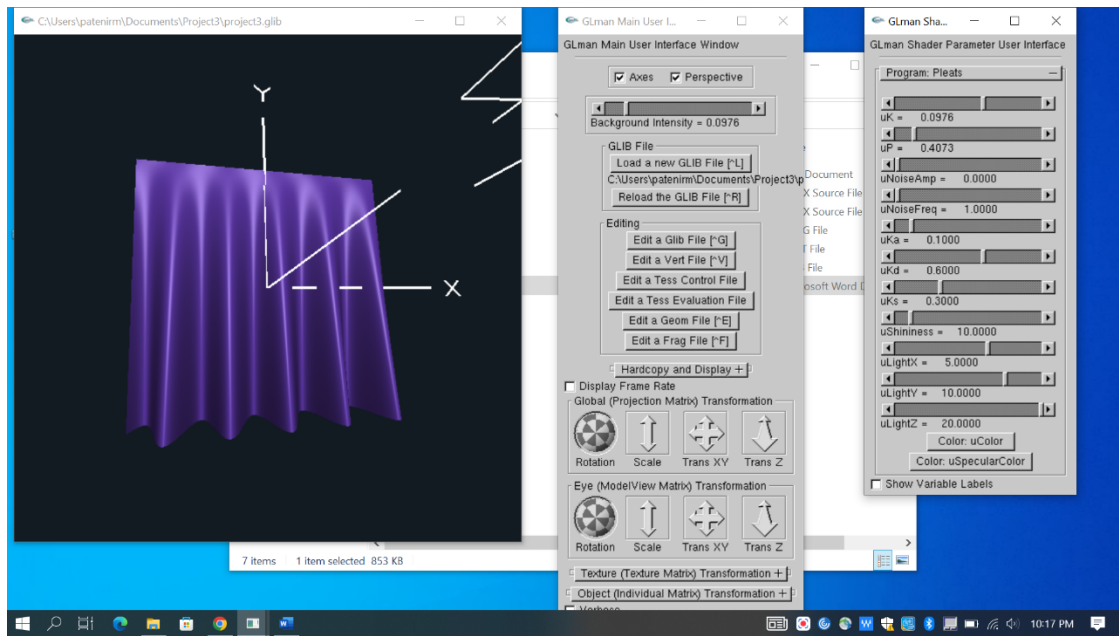 C:\Users\patenirm\Documents\Project3\project3.glib
Y
X
GLman Main User I...
GLman Main User Interface Window
Axes
Perspective
Background Intensity = 0.0976
GLIB File
Load a new GLIB File [^L]
C:\Users\patenirm\Documents\Project3\p
Reload the GLIB File [^R]
Editing
Edit a Glib File [^G]
Edit a Vert File [^V]
Edit a Tess Control File
Edit a Tess Evaluation File
Edit a Geom File [^E]
Edit a Frag File [^F]
Hardcopy and Display +
Display Frame Rate
Global (Projection Matrix) Transformation
Rotation Scale Trans XY Trans Z
Eye (ModelView Matrix) Transformation
Rotation Scale Trans XY Trans Z
Texture (Texture Matrix) Transformation +
Object (Individual Matrix) Transformation +
Verbose
Document
X Source File
X Source File
G File
File
File
osoft Word D
GLman Sha...
GLman Shader Parameter User Interface
Program: Pleats
uK = 0.0976
uP = 0.4073
uNoiseAmp = 0.0000
uNoiseFreq = 1.0000
uKa = 0.1000
uKd = 0.6000
uKs = 0.3000
uShininess = 10.0000
uLightX = 5.0000
uLightY = 10.0000
uLightZ = 20.0000
Color: uColor
Color: uSpecularColor
Show Variable Labels
7 items 1 item selected 853 KB
10:17 PM